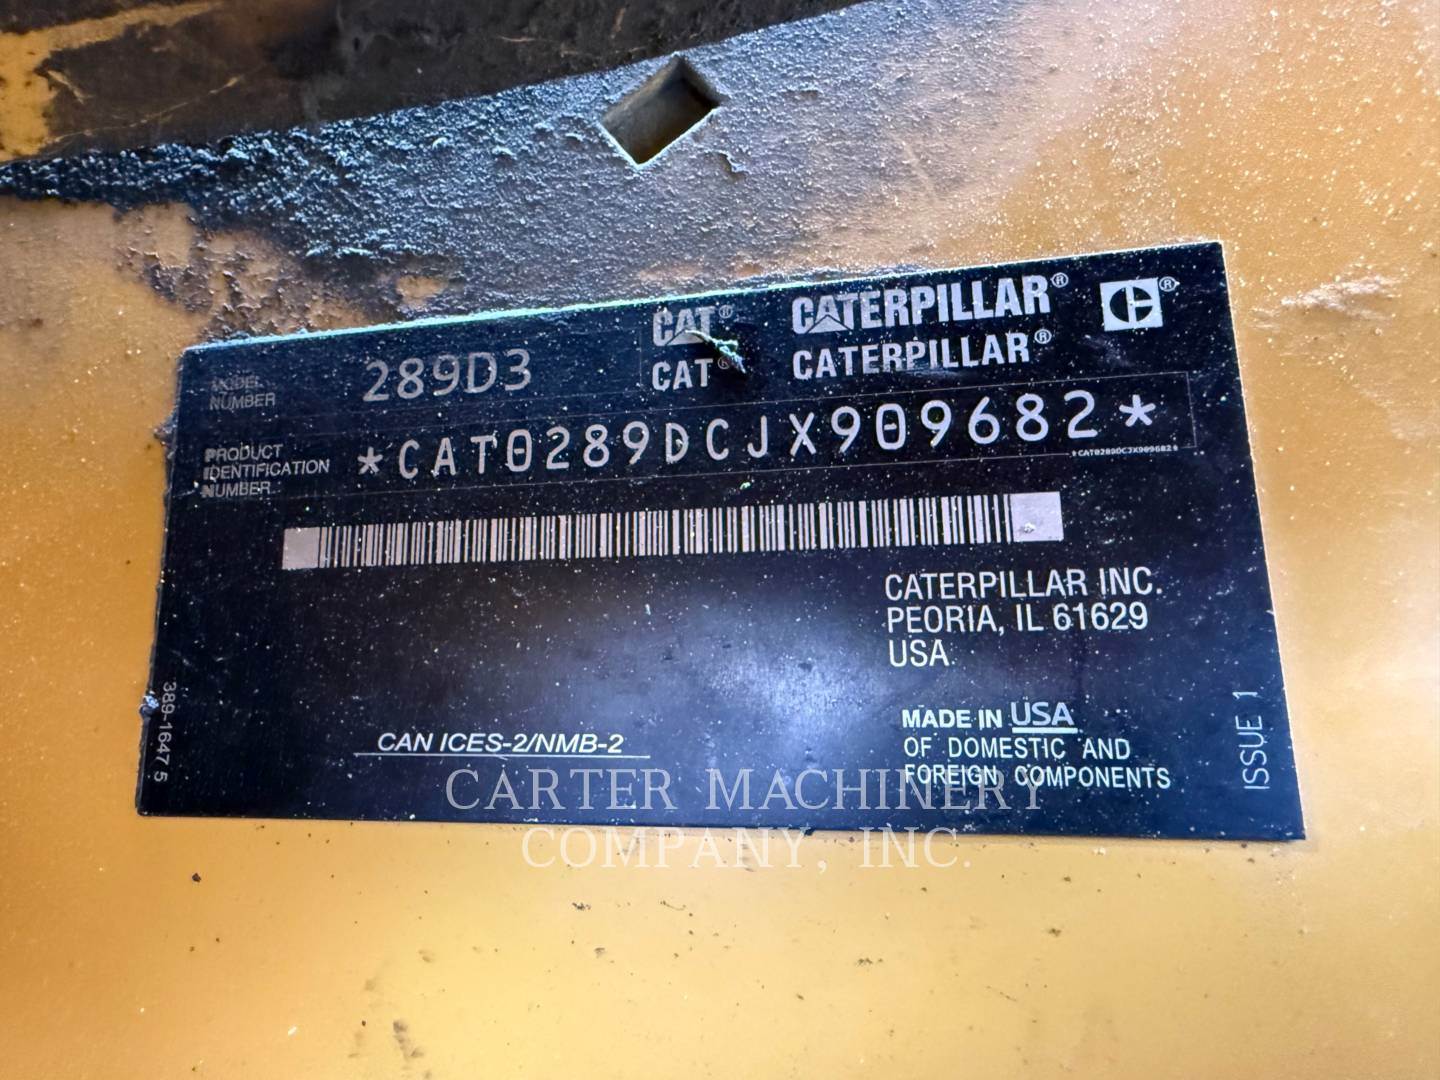 MODEL NUMBER 289D3
CAT® CATERPILLAR® C®
CAT® CATERPILLAR®
PRODUCT IDENTIFICATION NUMBER *CAT0289DCJX909682*
*CAT0289DCJX909682*
CATERPILLAR INC.
PEORIA, IL 61629
USA
389-1647 5
CAN ICES-2/NMB-2
MADE IN USA
OF DOMESTIC AND
FOREIGN COMPONENTS
ISSUE 1
CARTER MACHINERY
COMPANY, INC.